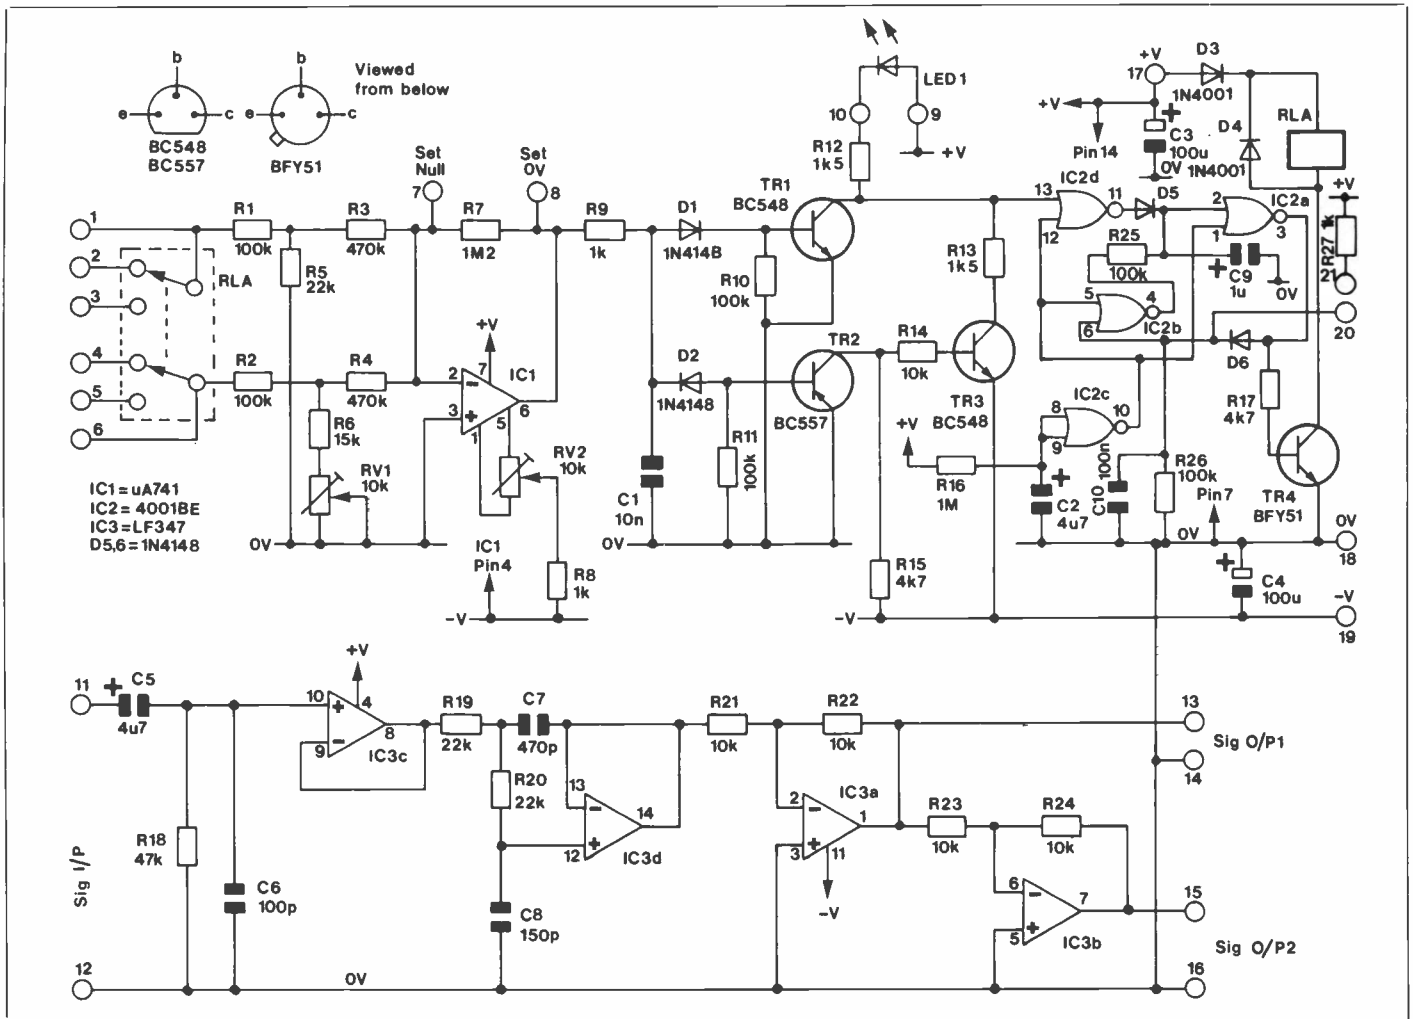 b
b
Viewed
from below
e
c
e
c
BC548
BC557
BFY51
LED1
10
9
+V
R12
1k5
+V
17
D3
1N4001
+V
Pin14
C3
100u
0V
D4
1N4001
RLA
+V
R27 1k
21
20
Set
Null
7
Set
0V
8
1
2
3
4
5
6
RLA
R1
100k
R3
470k
R5
22k
R7
1M2
R9
1k
D1
1N414B
TR1
BC548
R10
100k
R13
1k5
13
12
IC2d
11
D5
2
1
IC2a
3
R25
100k
C9
1u
0V
5
6
4
IC2b
D6
R2
100k
R4
470k
R6
15k
RV1
10k
+V
7
2
3
1
5
6
IC1
RV2
10k
D2
1N4148
TR2
BC557
R11
100k
C1
10n
R14
10k
TR3
BC548
8
9
10
IC2c
+V
R16
1M
C2
4u7
C10 100n
R26
100k
Pin7
R17
4k7
TR4
BFY51
IC1 = uA741
IC2 = 4001BE
IC3 = LF347
D5,6 = 1N4148
0V
0V
0V
0V
18
IC1
Pin4
R8
1k
-V
R15
4k7
-V
C4
100u
-V
19
11
C5
4u7
+V
10
4
9
8
IC3c
R19
22k
C7
470p
R21
10k
R22
10k
13
Sig O/P1
14
R20
22k
13
12
14
IC3d
2
3
IC3a
1
11
-V
R23
10k
R24
10k
Sig I/P
R18
47k
C6
100p
C8
150p
6
5
7
IC3b
15
Sig O/P2
16
12
0V